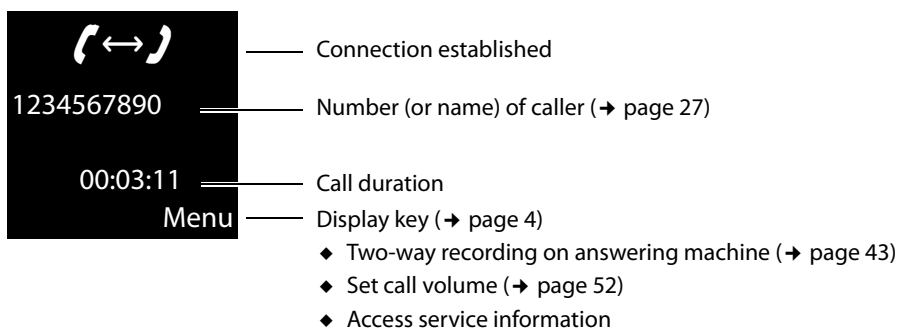 Connection established
1234567890 Number (or name) of caller (➜ page 27)
00:03:11 Call duration
Menu Display key (➜ page 4)
◆ Two-way recording on answering machine (➜ page 43)
◆ Set call volume (➜ page 52)
◆ Access service information